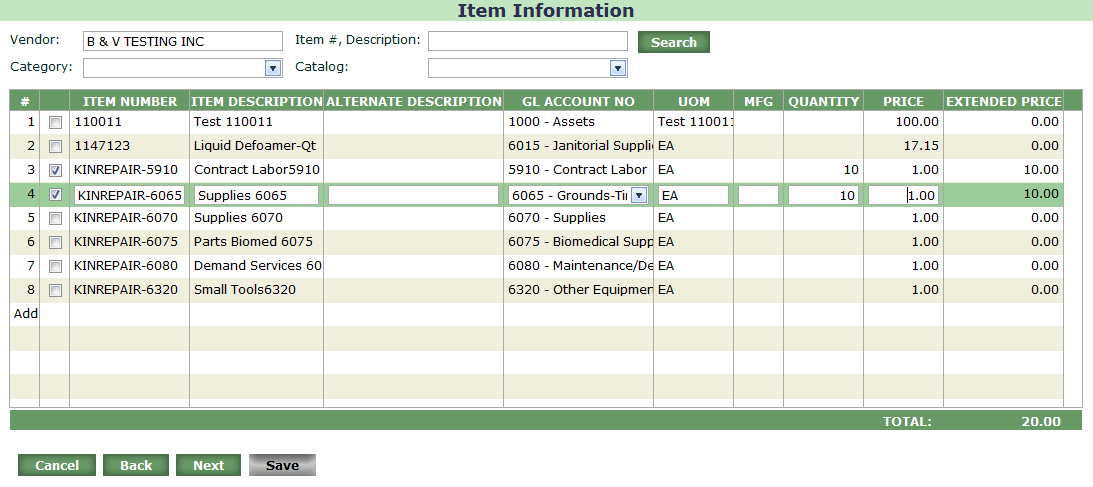 Item Information
Vendor: B & V TESTING INC Item #, Description: Search
Category: Catalog:
# ITEM NUMBER ITEM DESCRIPTION ALTERNATE DESCRIPTION GL ACCOUNT NO UOM MFG QUANTITY PRICE EXTENDED PRICE
1 110011 Test 110011 1000 - Assets Test 110011 100.00 0.00
2 1147123 Liquid Defoamer-Qt 6015 - Janitorial Suppli EA 17.15 0.00
3 KINREPAIR-5910 Contract Labor5910 5910 - Contract Labor EA 10 1.00 10.00
4 KINREPAIR-6065 Supplies 6065 6065 - Grounds-Tir EA 10 1.00 10.00
5 KINREPAIR-6070 Supplies 6070 6070 - Supplies EA 1.00 0.00
6 KINREPAIR-6075 Parts Biomed 6075 6075 - Biomedical Supp EA 1.00 0.00
7 KINREPAIR-6080 Demand Services 60 6080 - Maintenance/De EA 1.00 0.00
8 KINREPAIR-6320 Small Tools6320 6320 - Other Equipmen EA 1.00 0.00
Add
TOTAL: 20.00
Cancel Back Next Save